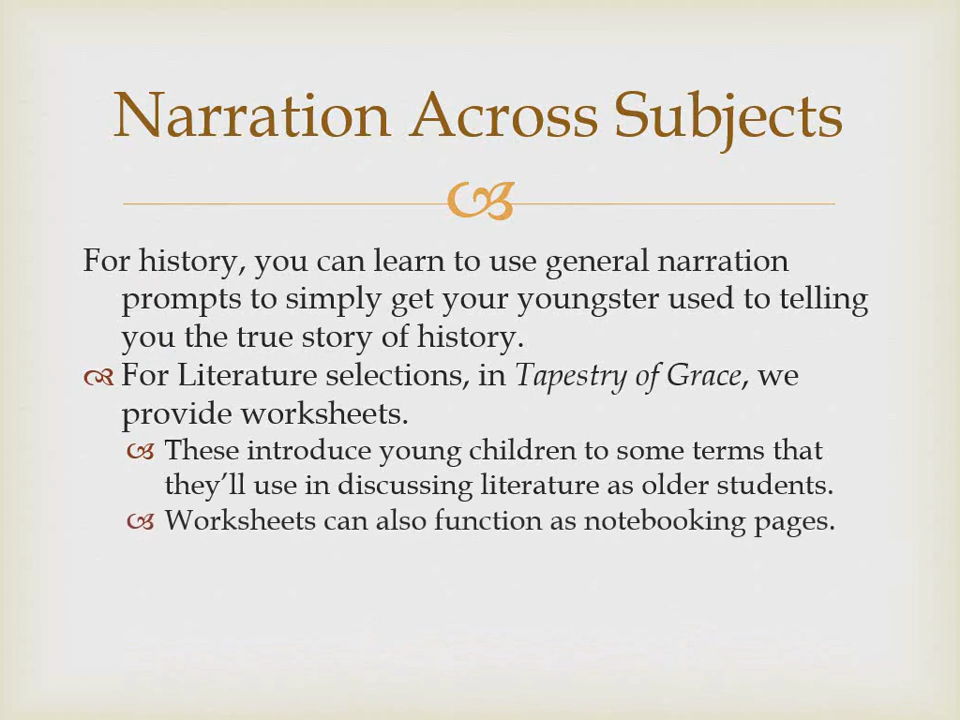 Narration Across Subjects
For history, you can learn to use general narration
prompts to simply get your youngster used to telling
you the true story of history.
For Literature selections, in Tapestry of Grace, we
provide worksheets.
These introduce young children to some terms that
they’ll use in discussing literature as older students.
Worksheets can also function as notebooking pages.